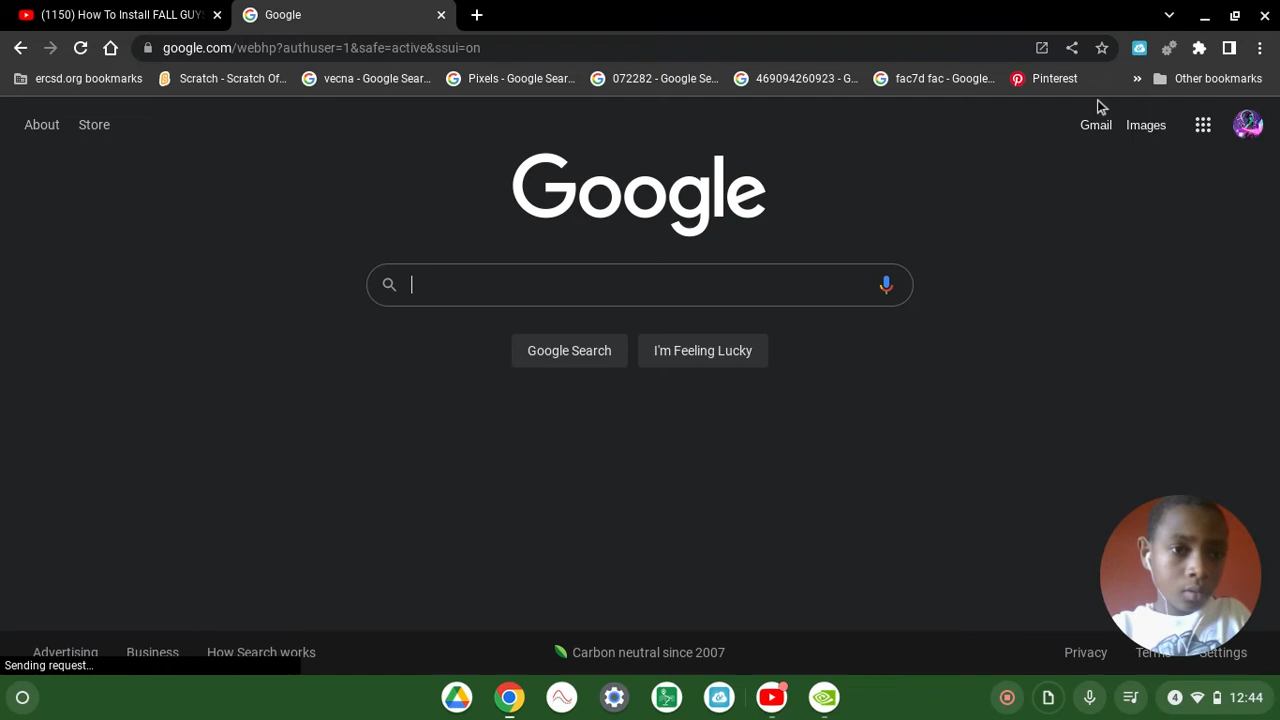 (1150) How To Install FALL GUYS
Google
google.com/webhp?authuser=1&safe=active&ssui=on
ercsd.org bookmarks
Scratch - Scratch Of...
vecna - Google Sear...
Pixels - Google Sear...
072282 - Google Se...
469094260923 - G...
fac7d fac - Google...
Pinterest
»
Other bookmarks
About
Store
Gmail
Images
Google
Google Search
I'm Feeling Lucky
Advertising
Business
How Search works
Carbon neutral since 2007
Privacy
Terms
Settings
Sending request...
4
12:44